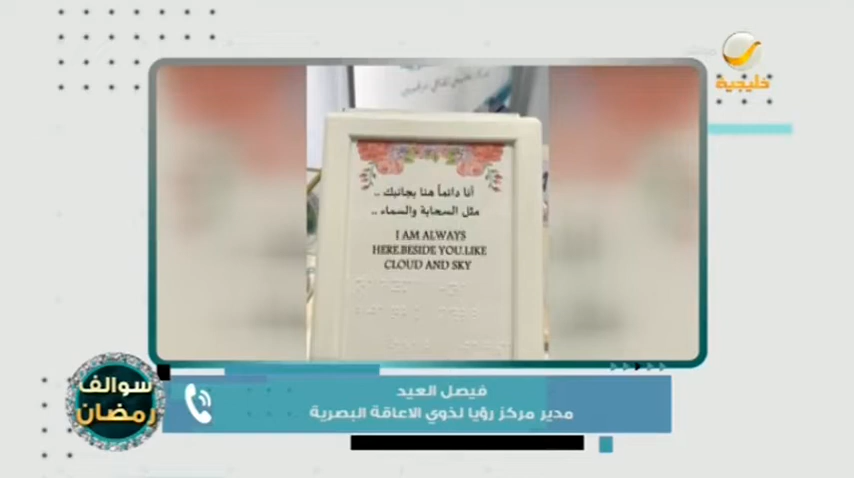 خليجية
أنا دائماً هنا بجانبك ..
مثل السحابة والسماء ..
I AM ALWAYS
HERE.BESIDE YOU.LIKE
CLOUD AND SKY
فيصل العيد
مدير مركز رؤيا لذوي الاعاقة البصرية
سوالف
رمضان